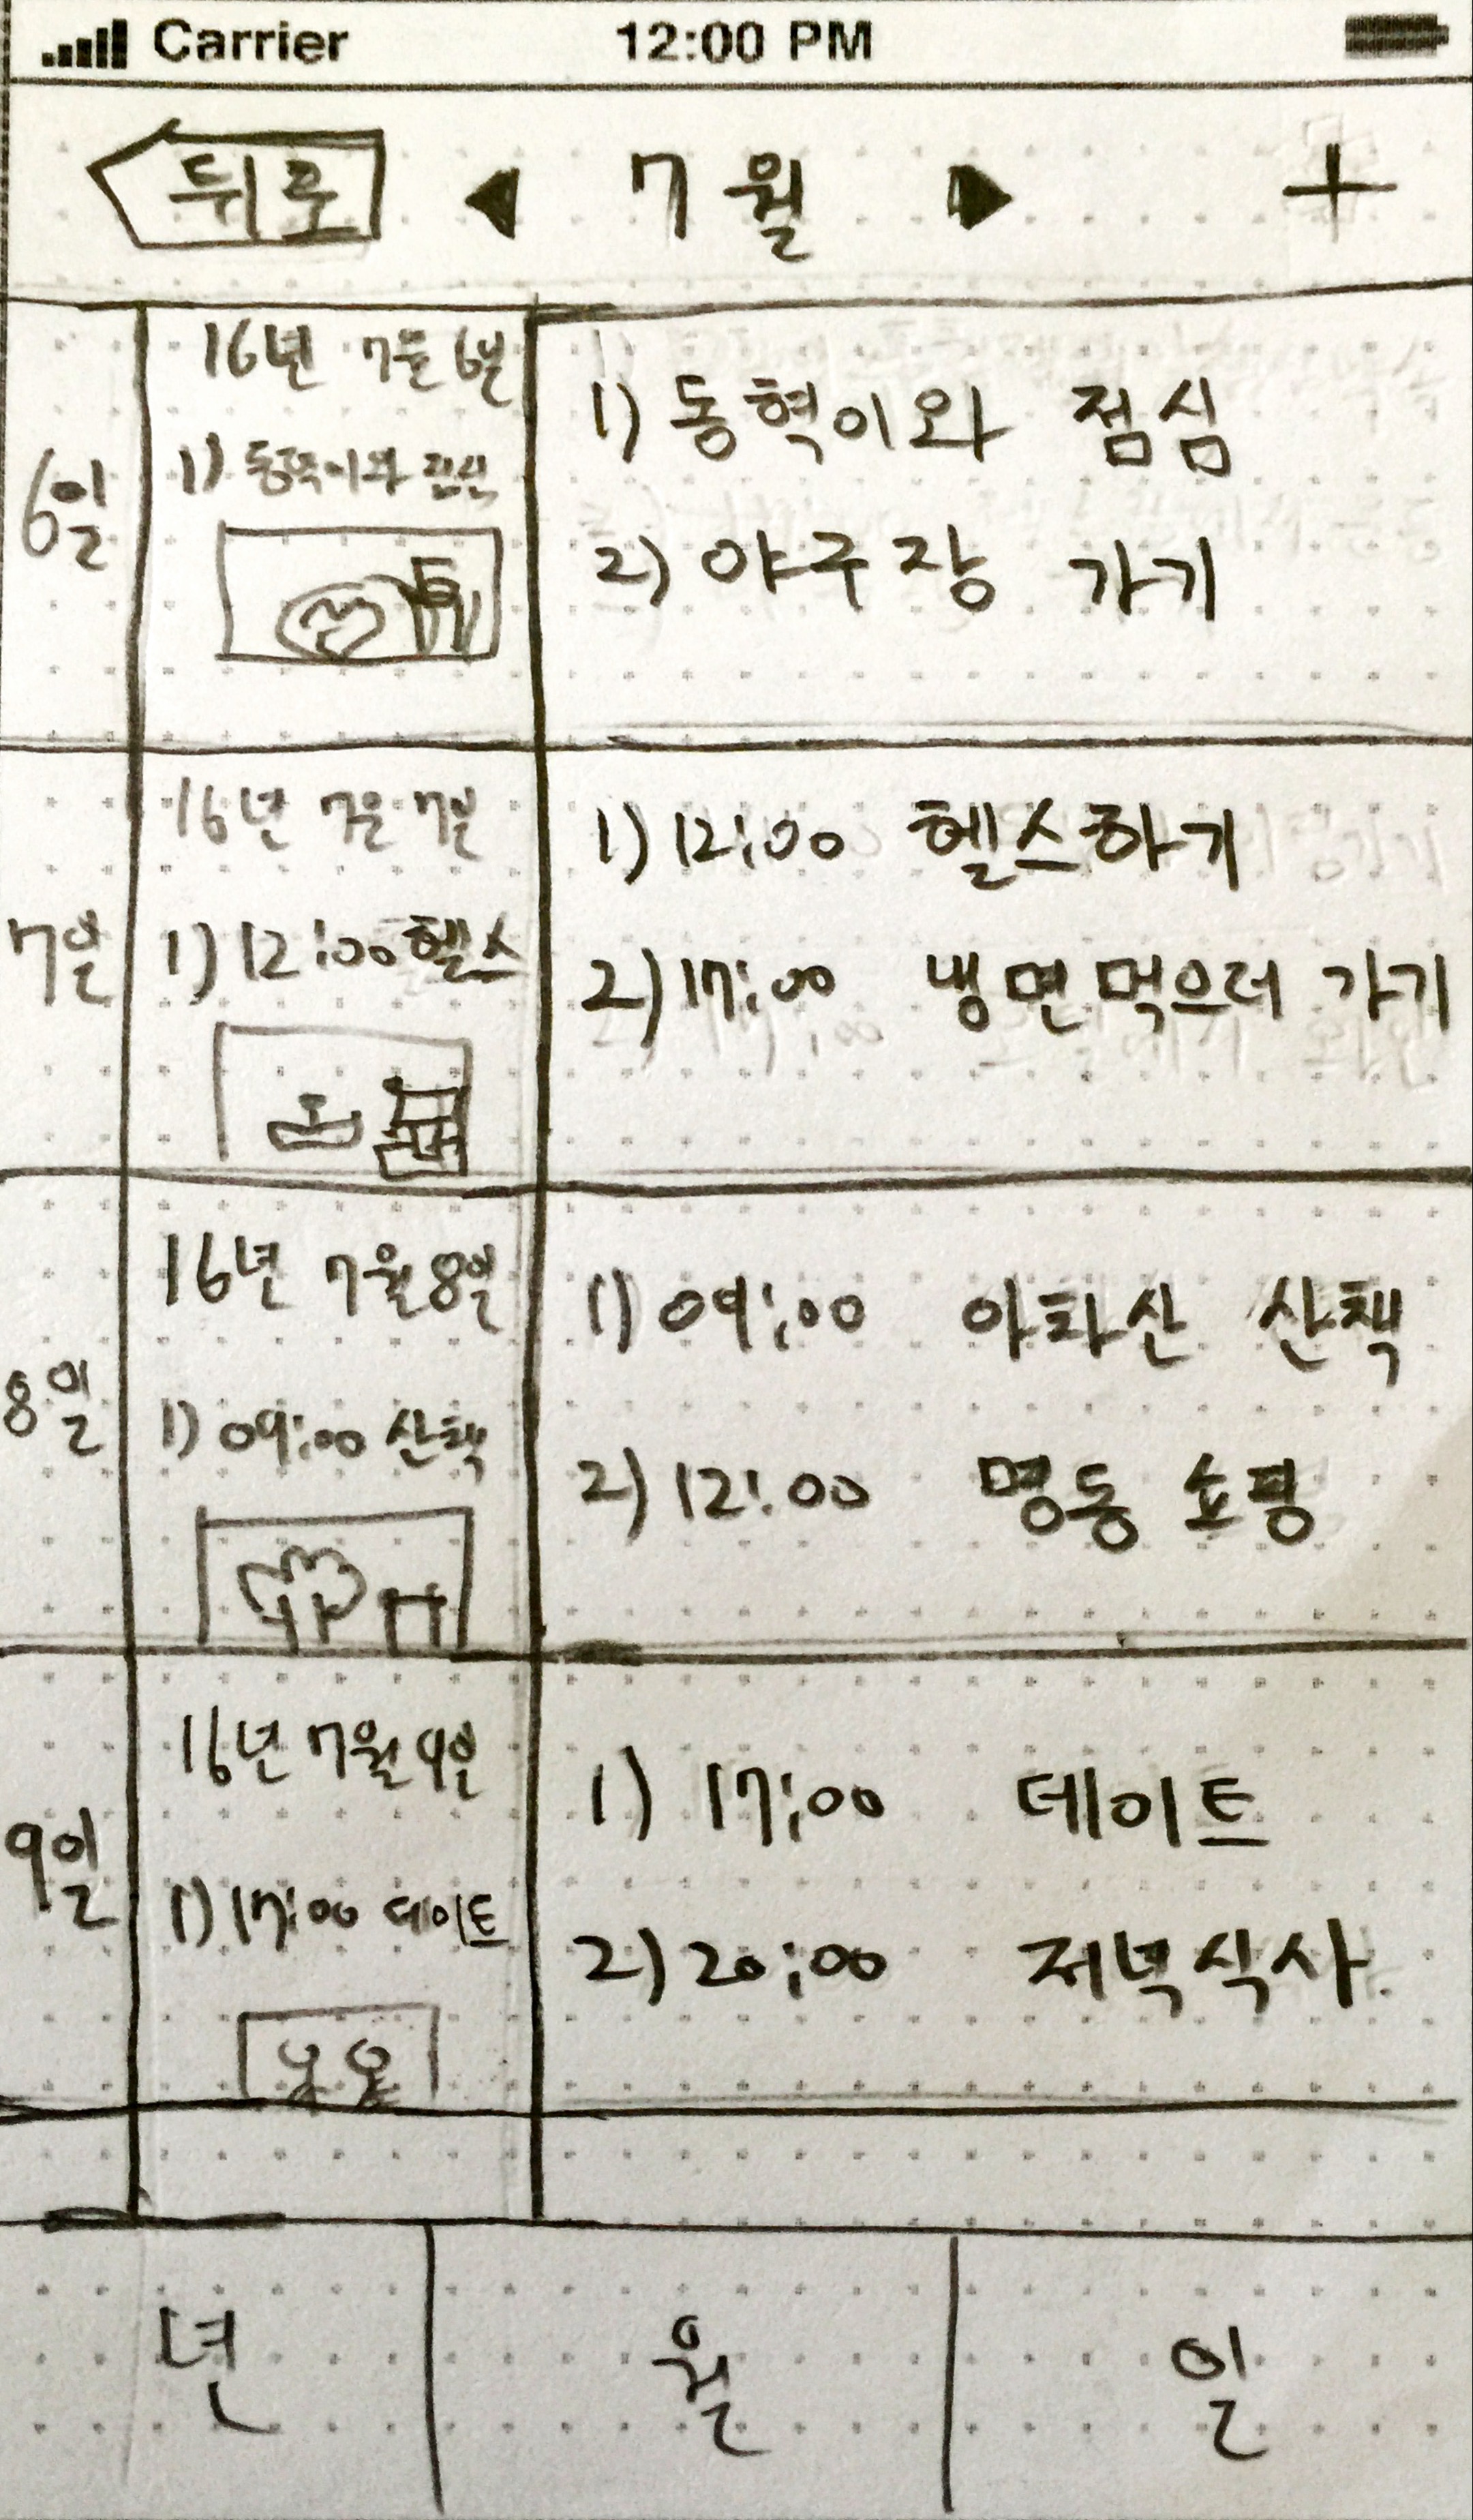 Carrier 12:00 PM
뒤로 ◀ 7월 ▶ +
6일
16년 7월 6일
1) 동혁이와 점심
1) 동혁이와 점심
2) 야구장 가기
7일
16년 7월 7일
1) 12:00 헬스
1) 12:00 헬스하기
2) 17:00 냉면먹으러 가기
8일
16년 7월 8일
1) 09:00 산책
1) 09:00 아차산 산책
2) 12:00 명동 쇼핑
9일
16년 7월 9일
1) 17:00 데이트
1) 17:00 데이트
2) 20:00 저녁식사.
년 월 일